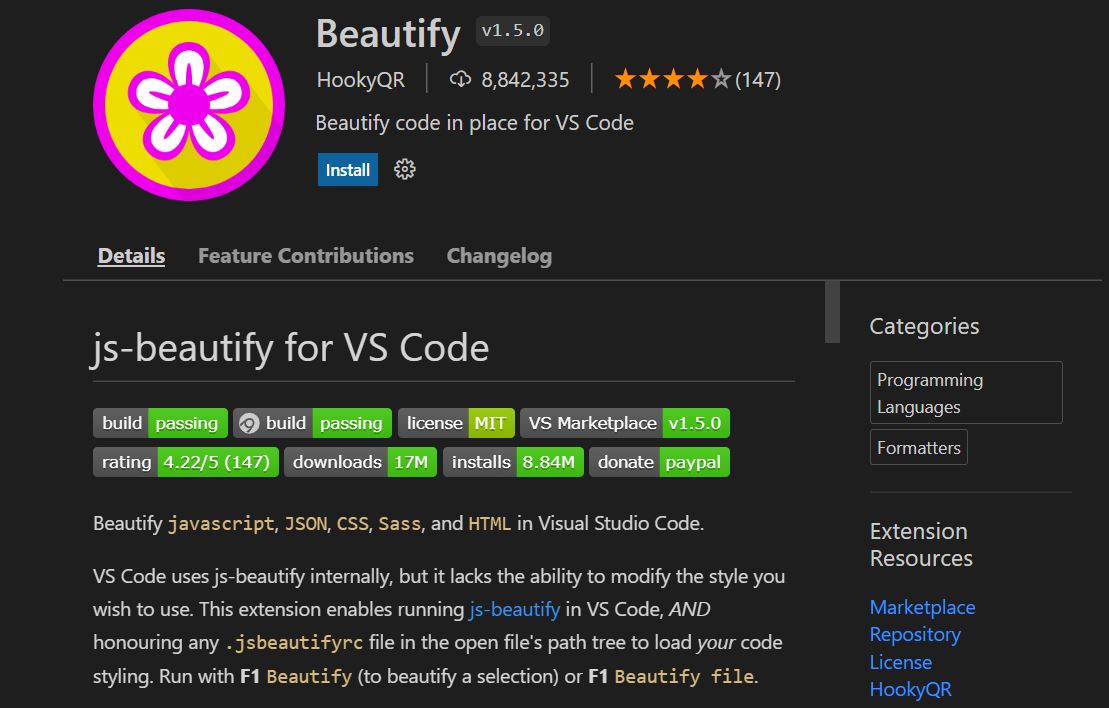 Beautify v1.5.0
HookyQR 8,842,335 (147)
Beautify code in place for VS Code
Install
Details Feature Contributions Changelog
js-beautify for VS Code
build passing build passing license MIT VS Marketplace v1.5.0
rating 4.22/5 (147) downloads 17M installs 8.84M donate paypal
Beautify javascript, JSON, CSS, Sass, and HTML in Visual Studio Code.
VS Code uses js-beautify internally, but it lacks the ability to modify the style you
wish to use. This extension enables running js-beautify in VS Code, AND
honouring any .jsbeautifyrc file in the open file's path tree to load your code
styling. Run with F1 Beautify (to beautify a selection) or F1 Beautify file.
Categories
Programming
Languages
Formatters
Extension
Resources
Marketplace
Repository
License
HookyQR